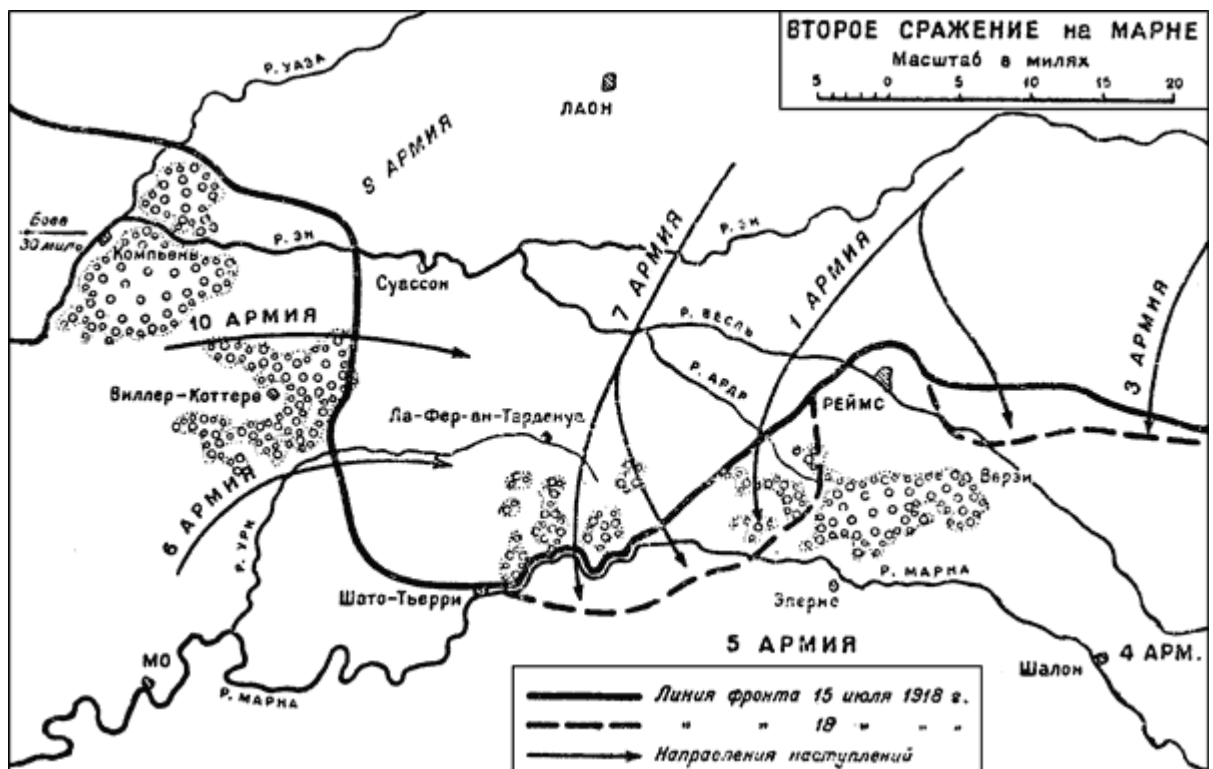 ВТОРОЕ СРАЖЕНИЕ на МАРНЕ
Масштаб в милях
5 0 5 10 15 20
Р. УАЗА
ЛАОН
9 АРМИЯ
Бове
30 миль
Компьень
Р. ЭН
Р. ЭН
Суассон
7 АРМИЯ
1 АРМИЯ
3 АРМИЯ
10 АРМИЯ
Р. ВЕСЛЬ
Р. АРДР
РЕЙМС
Виллер-Коттере
Ла-Фер-ан-Тарденуа
Верзи
6 АРМИЯ
Р. УРК
Шато-Тьерри
Эперне
Р. МАРНА
5 АРМИЯ
4 АРМ.
Шалон
МО
Р. МАРНА
Линия фронта 15 июля 1918 г.
" " 18 " " "
Напрасления наступлений